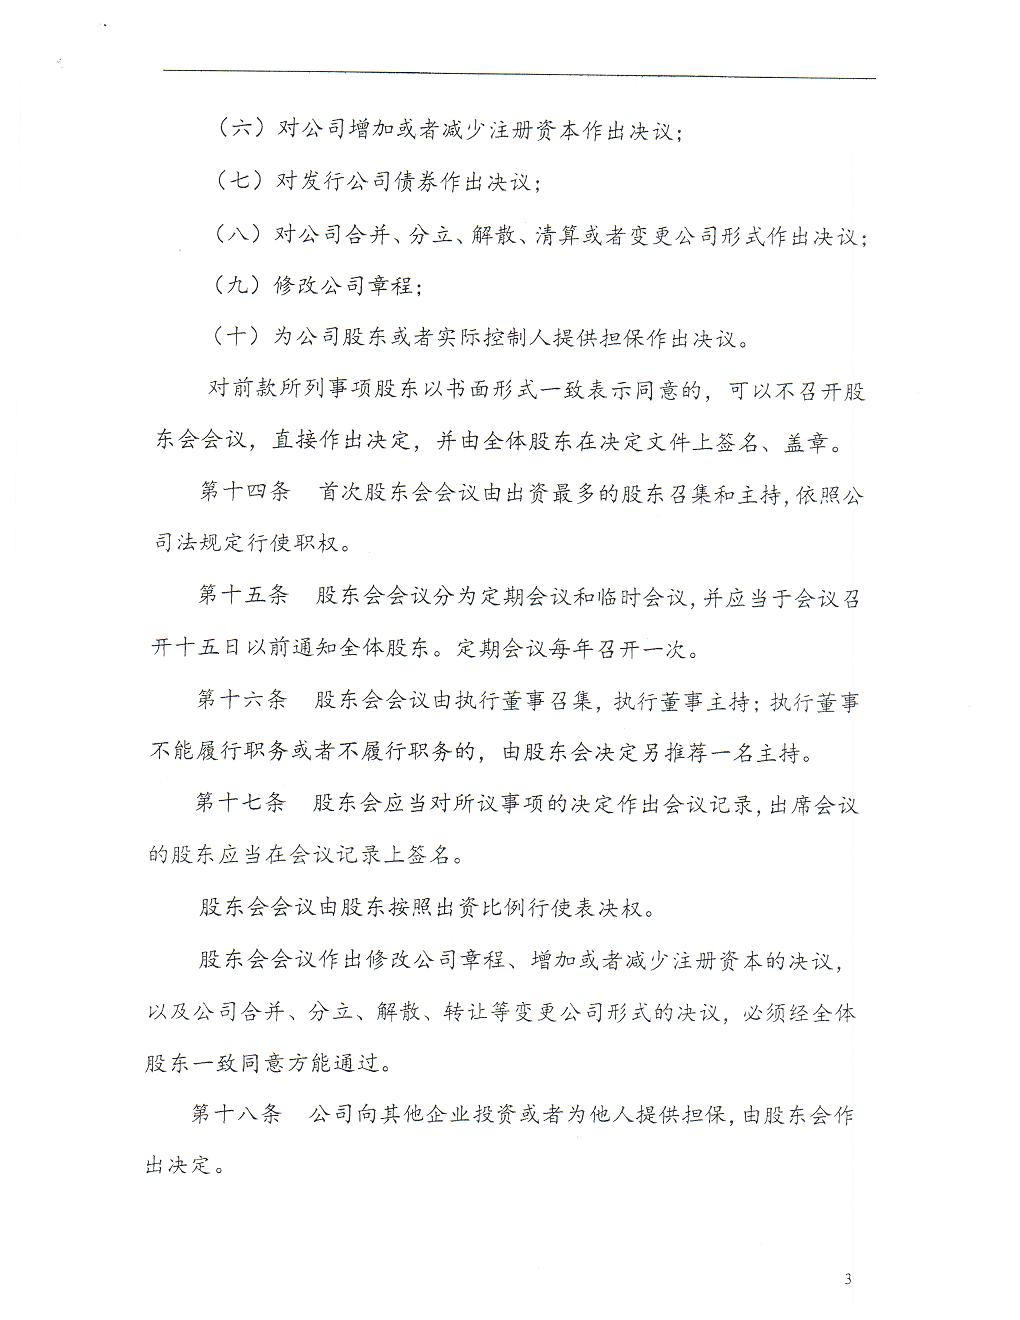 （六）对公司增加或者减少注册资本作出决议；
（七）对发行公司债券作出决议；
（八）对公司合并、分立、解散、清算或者变更公司形式作出决议；
（九）修改公司章程；
（十）为公司股东或者实际控制人提供担保作出决议。
对前款所列事项股东以书面形式一致表示同意的，可以不召开股
东会会议，直接作出决定，并由全体股东在决定文件上签名、盖章。
第十四条　首次股东会会议由出资最多的股东召集和主持，依照公
司法规定行使职权。
第十五条　股东会会议分为定期会议和临时会议，并应当于会议召
开十五日以前通知全体股东。定期会议每年召开一次。
第十六条　股东会会议由执行董事召集，执行董事主持；执行董事
不能履行职务或者不履行职务的，由股东会决定另推荐一名主持。
第十七条　股东会应当对所议事项的决定作出会议记录，出席会议
的股东应当在会议记录上签名。
股东会会议由股东按照出资比例行使表决权。
股东会会议作出修改公司章程、增加或者减少注册资本的决议，
以及公司合并、分立、解散、转让等变更公司形式的决议，必须经全体
股东一致同意方能通过。
第十八条　公司向其他企业投资或者为他人提供担保，由股东会作
出决定。
3